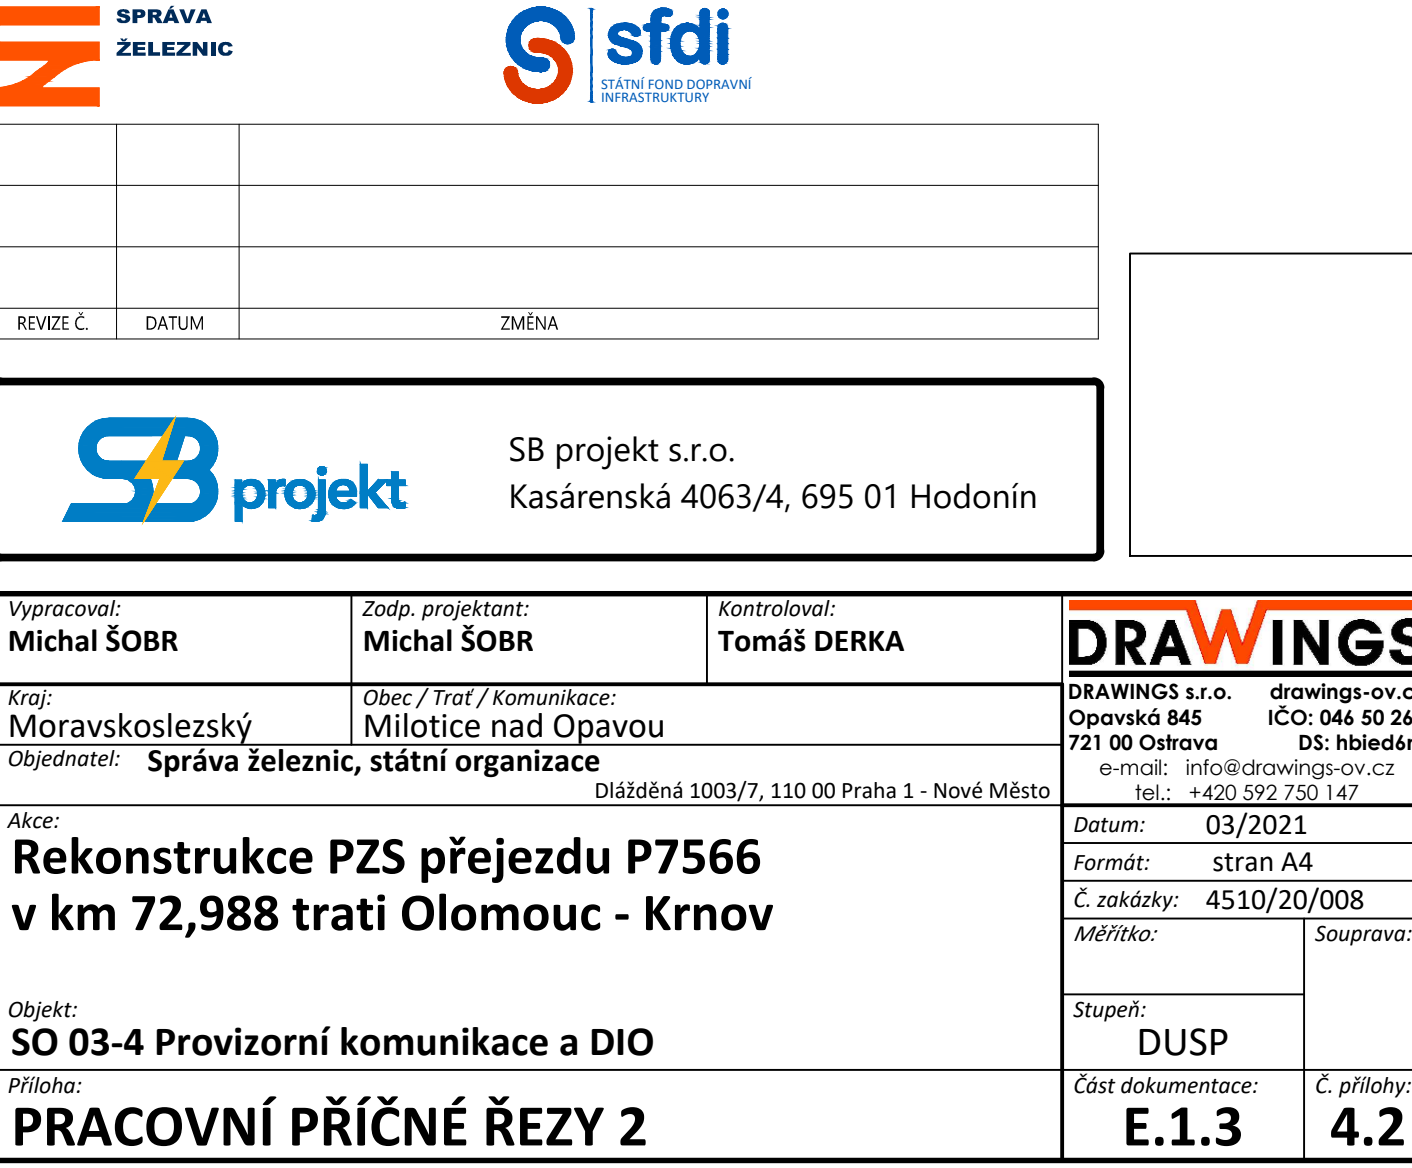 SPRÁVA
ŽELEZNIC
sfdi
STÁTNÍ FOND DOPRAVNÍ
INFRASTRUKTURY
REVIZE Č. DATUM ZMĚNA
SB projekt
SB projekt s.r.o.
Kasárenská 4063/4, 695 01 Hodonín
Vypracoval: Zodp. projektant: Kontroloval:
Michal ŠOBR Michal ŠOBR Tomáš DERKA
DRAWINGS
Kraj: Obec / Trať / Komunikace:
Moravskoslezský Milotice nad Opavou
DRAWINGS s.r.o.
Opavská 845 IČO: 046 50 26
721 00 Ostrava DS:
e-mail: info@drawings-ov.cz
tel.: +420 592 750 147
Objednatel: Správa železnic, státní organizace
Dlážděná 1003/7, 110 00 Praha 1 - Nové Město
Akce:
Rekonstrukce PZS přejezdu P7566
v km 72,988 trati Olomouc - Krnov
Datum: 03/2021
Formát: stran A4
Č. zakázky: 4510/20/008
Měřítko: Souprava:
Objekt:
SO 03-4 Provizorní komunikace a DIO
Stupeň:
DUSP
Příloha:
PRACOVNÍ PŘÍČNÉ ŘEZY 2
Část dokumentace: Č. přílohy:
E.1.3 4.2